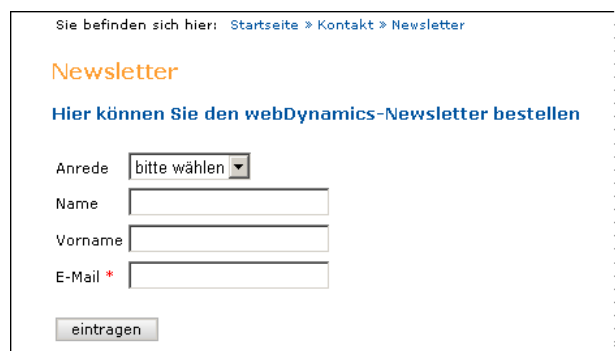 Sie befinden sich hier: Startseite » Kontakt » Newsletter
Newsletter
Hier können Sie den webDynamics-Newsletter bestellen
Anrede bitte wählen
Name
Vorname
E-Mail *
eintragen